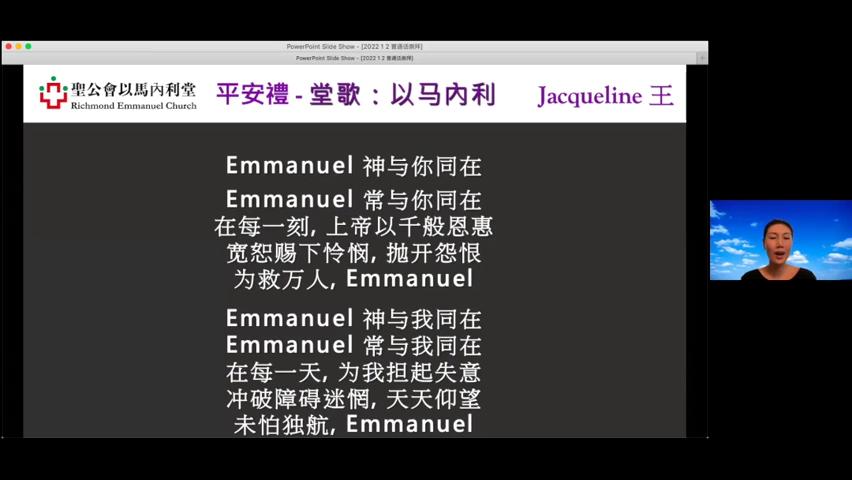 PowerPoint Slide Show - [2022 1 2 普通话崇拜]
PowerPoint Slide Show - [2022 1 2 普通话崇拜]
聖公會以馬內利堂
Richmond Emmanuel Church
平安禮 - 堂歌：以马內利
Jacqueline 王
Emmanuel 神与你同在
Emmanuel 常与你同在
在每一刻, 上帝以千般恩惠
宽恕赐下怜悯, 抛开怨恨
为救万人, Emmanuel
Emmanuel 神与我同在
Emmanuel 常与我同在
在每一天, 为我担起失意
冲破障碍迷惘, 天天仰望
未怕独航, Emmanuel